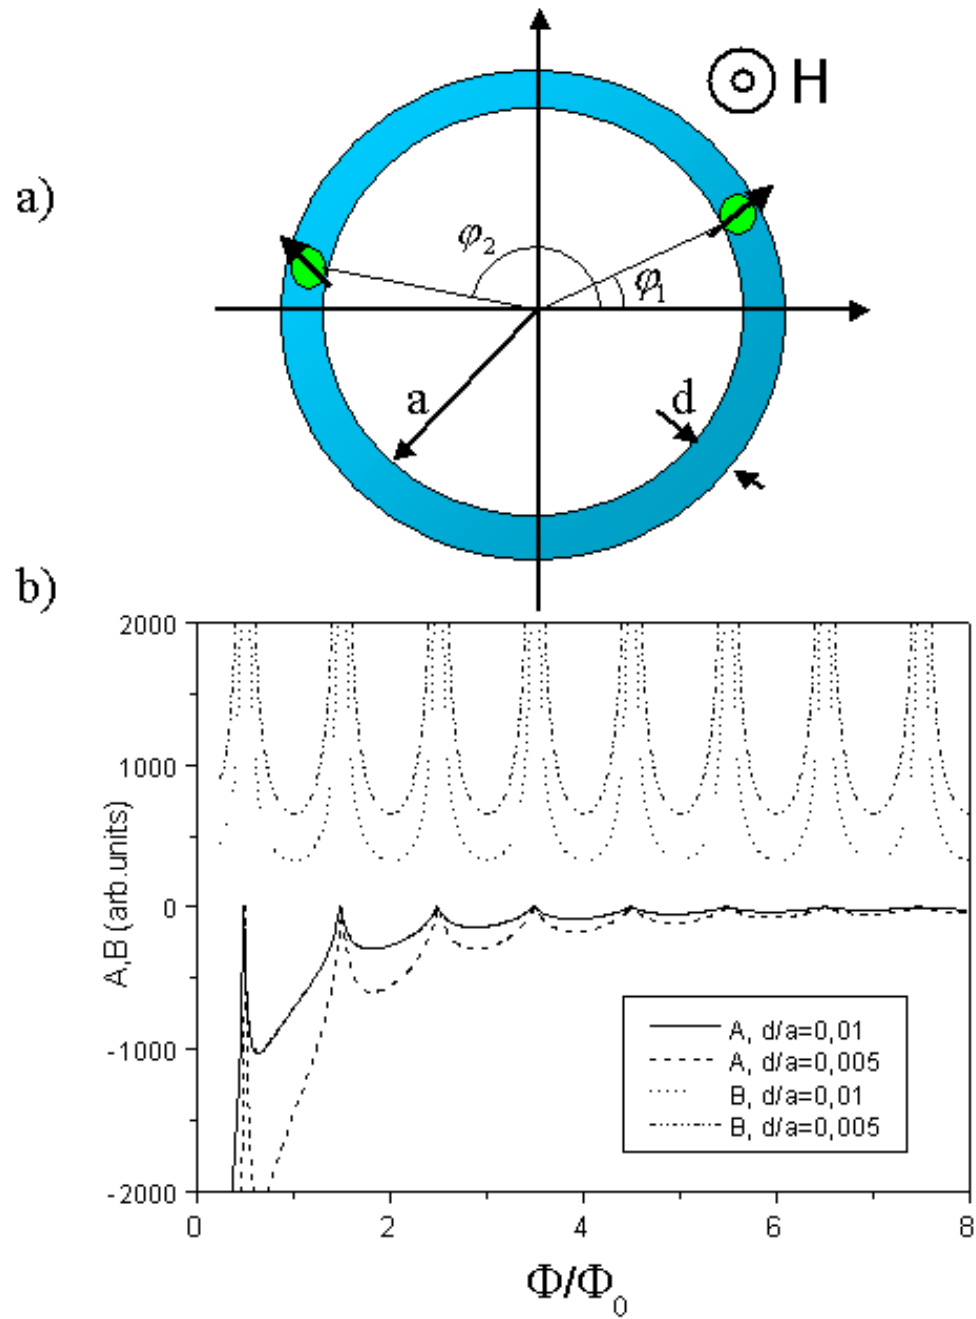 a)
H
φ₂
φ₁
a
d
b)
A,B (arb.units)
2000
1000
0
-1000
-2000
A, d/a=0,01
A, d/a=0,005
B, d/a=0,01
B, d/a=0,005
0 2 4 6 8
Φ/Φ₀